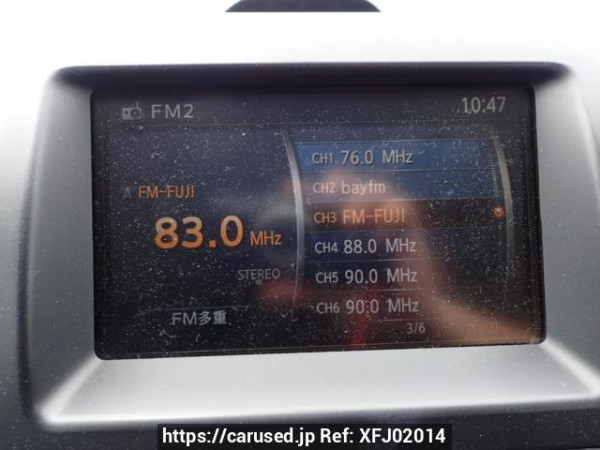 FM2
10:47
A FM-FUJI
83.0 MHz
STEREO
FM多重
CH1 76.0 MHz
CH2 bayfm
CH3 FM-FUJI
CH4 88.0 MHz
CH5 90.0 MHz
CH6 90.0 MHz
3/6
https://carused.jp Ref: XFJ02014